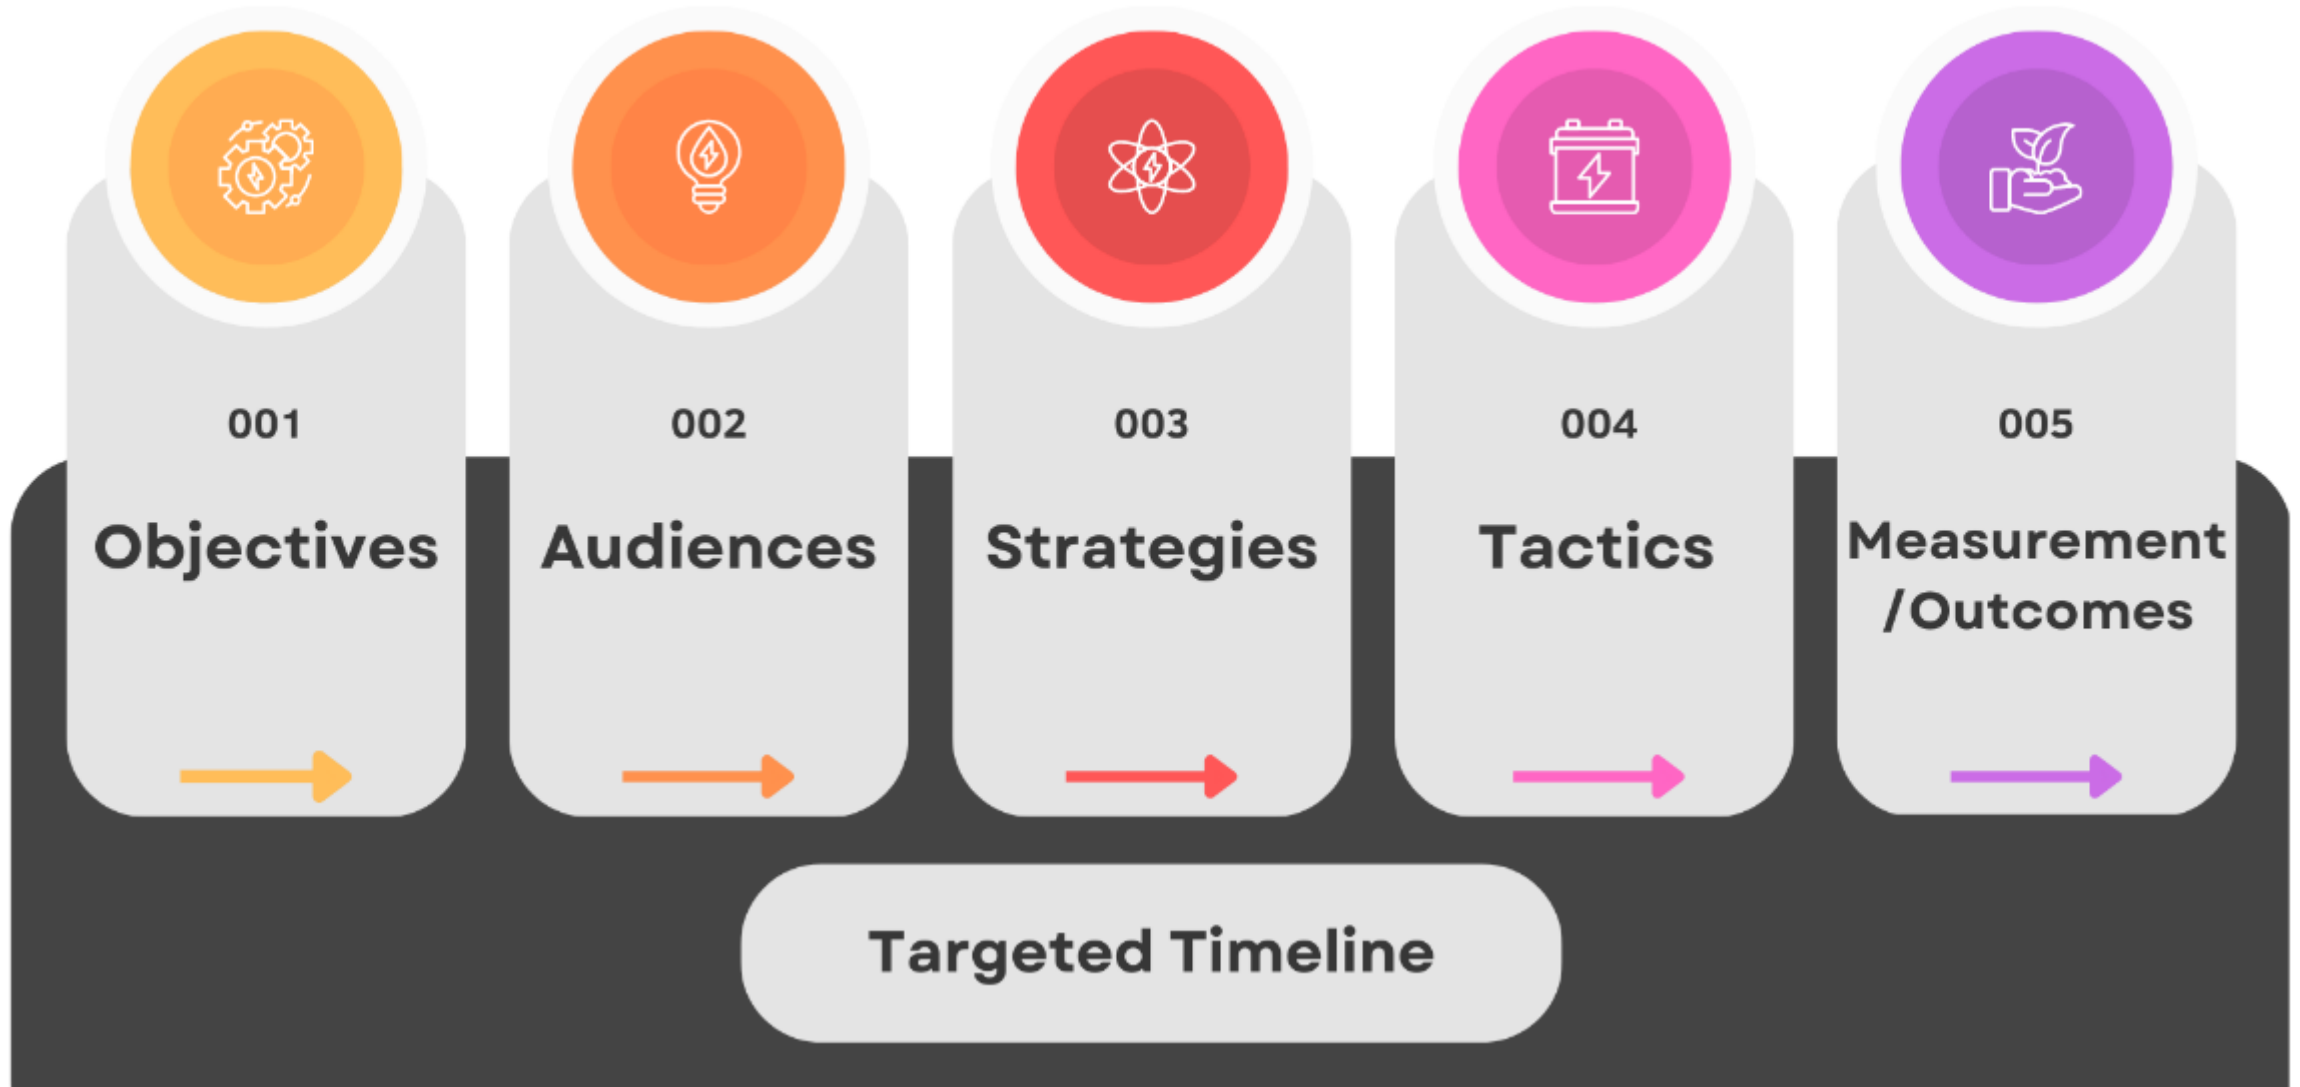 001
Objectives
002
Audiences
003
Strategies
004
Tactics
005
Measurement
/Outcomes
Targeted Timeline